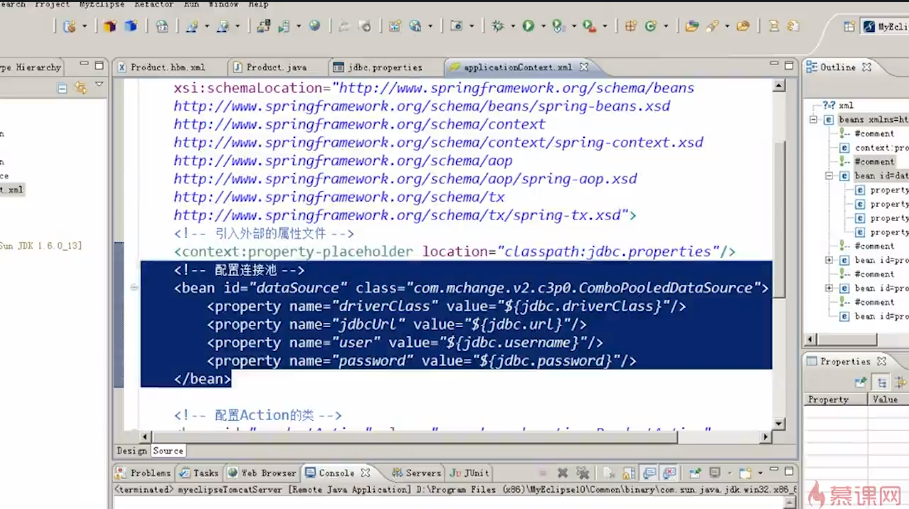 Project MyEclipse Refactor Run Window Help
MyEclip
ype Hierarchy
Product.hbm.xml
Product.java
jdbc.properties
applicationContext.xml
Outline
xsi:schemaLocation="http://www.springframework.org/schema/beans
http://www.springframework.org/schema/beans/spring-beans.xsd
http://www.springframework.org/schema/context
http://www.springframework.org/schema/context/spring-context.xsd
http://www.springframework.org/schema/aop
http://www.springframework.org/schema/aop/spring-aop.xsd
http://www.springframework.org/schema/tx
http://www.springframework.org/schema/tx/spring-tx.xsd">
<!-- 引入外部的属性文件 -->
<context:property-placeholder location="classpath:jdbc.properties"/>
<!-- 配置连接池 -->
<bean id="dataSource" class="com.mchange.v2.c3p0.ComboPooledDataSource">
<property name="driverClass" value="${jdbc.driverClass}"/>
<property name="jdbcUrl" value="${jdbc.url}"/>
<property name="user" value="${jdbc.username}"/>
<property name="password" value="${jdbc.password}"/>
</bean>
<!-- 配置Action的类 -->
t.xml
Sun JDK 1.6.0_13]
?? xml
beans xmlns=ht
#comment
context:pro
#comment
bean id=dat
property
property
property
property
#comment
bean id=pro
#comment
bean id=pro
#comment
bean id=pro
Properties
Property Value
Design Source
Problems Tasks Web Browser Console Servers JUnit
<terminated> myeclipseTomcatServer [Remote Java Application] D:\Program Files (x86)\MyEclipse10\Common\binary\com.sun.java.jdk.win32.x86_6
慕课网